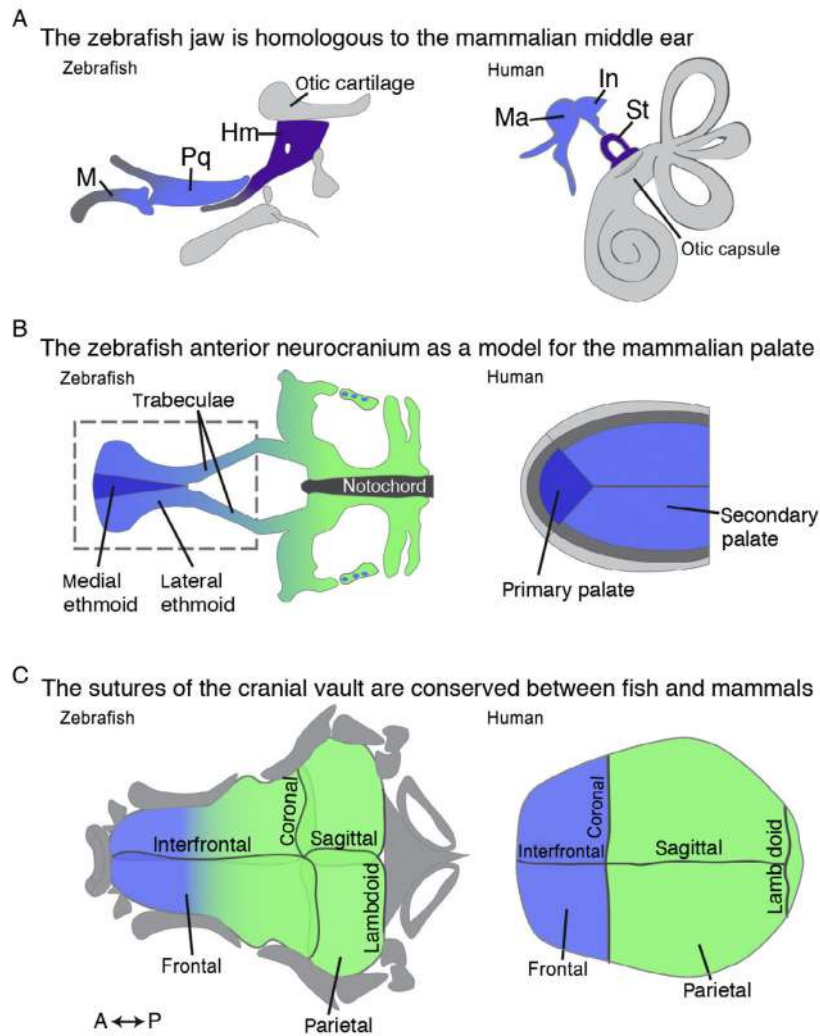 A
The zebrafish jaw is homologous to the mammalian middle ear
Zebrafish
Human
Otic cartilage
Hm
Pq
M
In
Ma
St
Otic capsule
B
The zebrafish anterior neurocranium as a model for the mammalian palate
Zebrafish
Human
Trabeculae
Notochord
Medial
ethmoid
Lateral
ethmoid
Secondary
palate
Primary palate
C
The sutures of the cranial vault are conserved between fish and mammals
Zebrafish
Human
Interfrontal
Coronal
Sagittal
Lambdoid
Frontal
Parietal
Interfrontal
Coronal
Sagittal
Lambdoid
Frontal
Parietal
A ↔ P